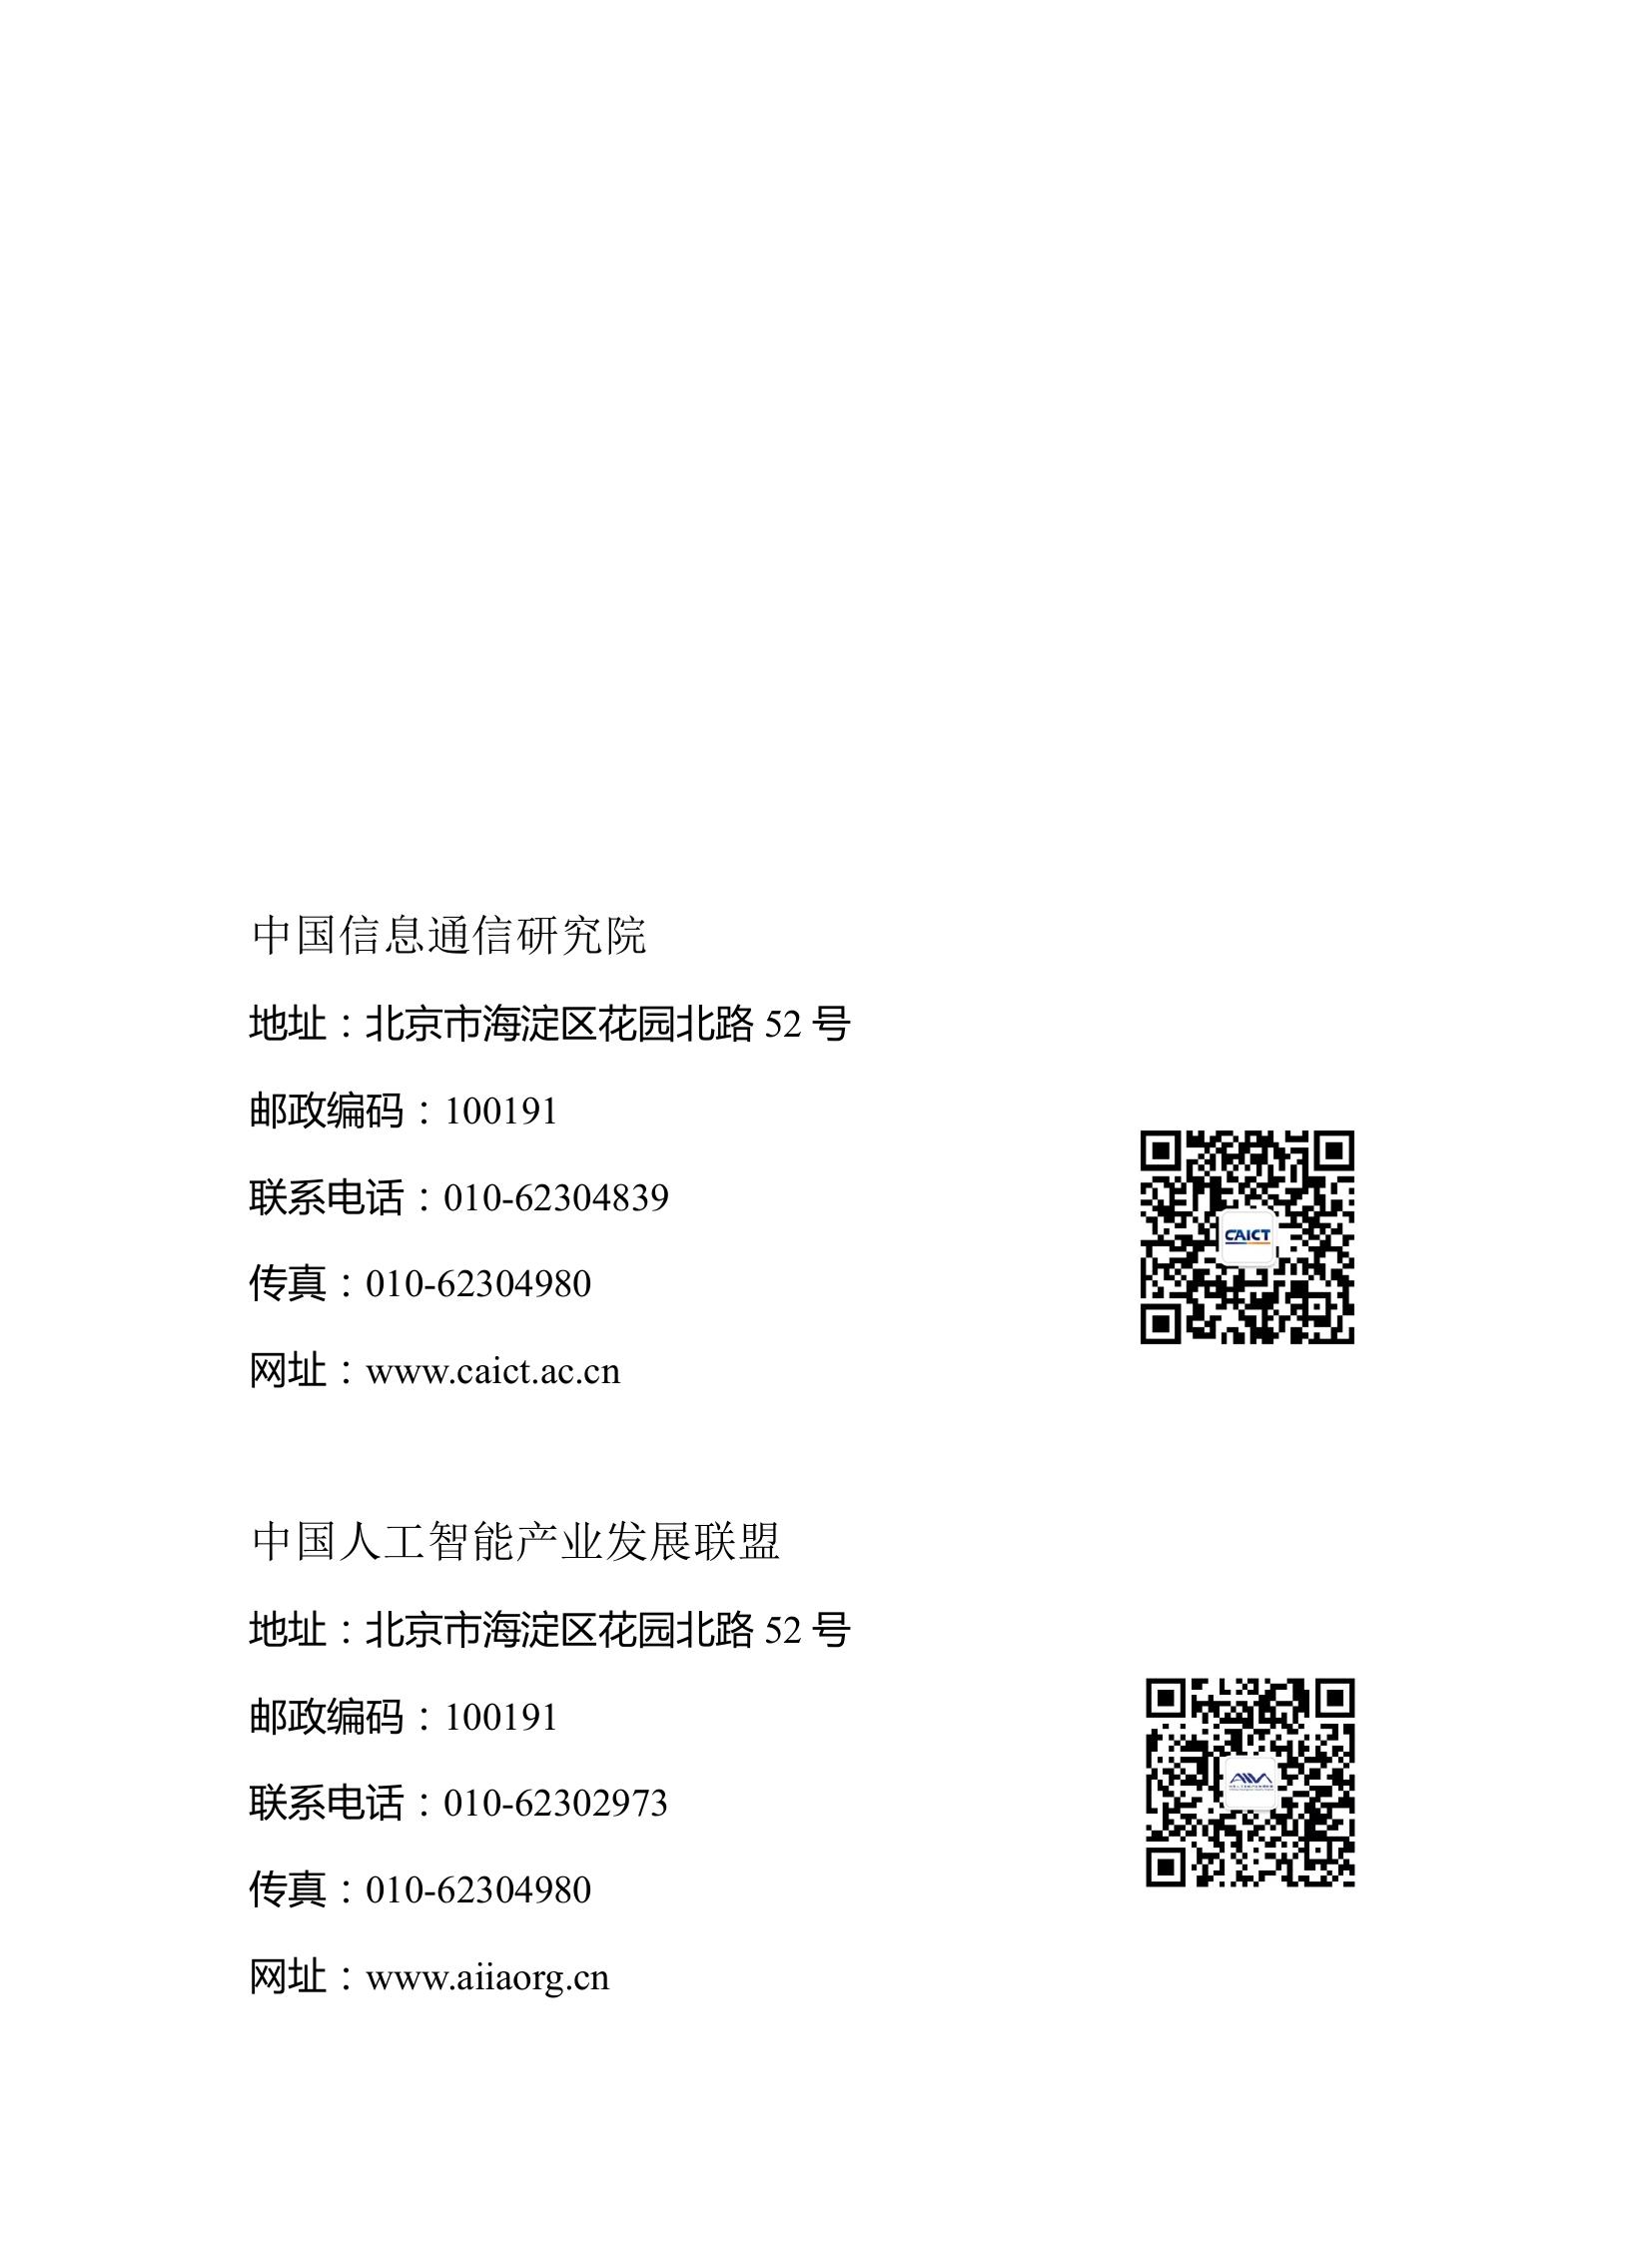 中国信息通信研究院
地址：北京市海淀区花园北路 52 号
邮政编码：100191
联系电话：010-62304839
传真：010-62304980
网址：www.caict.ac.cn
CAICT
中国人工智能产业发展联盟
地址：北京市海淀区花园北路 52 号
邮政编码：100191
联系电话：010-62302973
传真：010-62304980
网址：www.aiiaorg.cn
AIIA